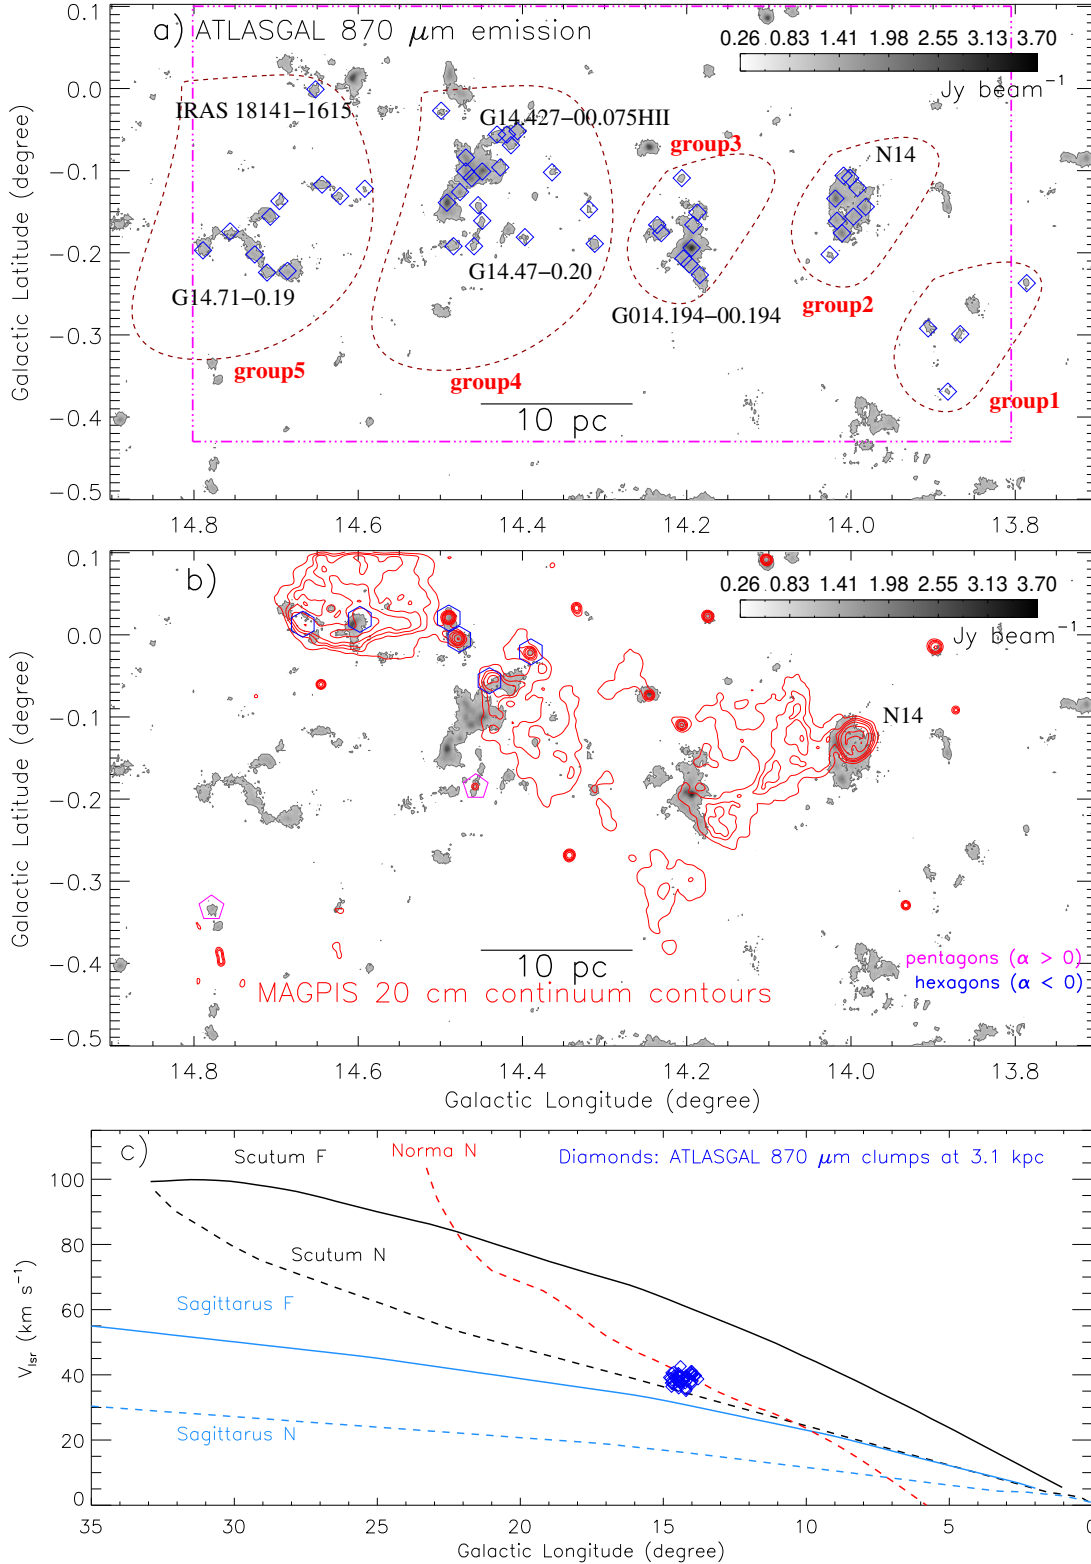 a) ATLASGAL 870 μm emission
0.26 0.83 1.41 1.98 2.55 3.13 3.70
Jy beam⁻¹
IRAS 18141−1615
G14.427−00.075HII
group3
N14
G14.71−0.19
G14.47−0.20
G014.194−00.194
group2
group5
group4
group1
10 pc
Galactic Latitude (degree)
0.1
0.0
−0.1
−0.2
−0.3
−0.4
−0.5
14.8 14.6 14.4 14.2 14.0 13.8
b)
0.26 0.83 1.41 1.98 2.55 3.13 3.70
Jy beam⁻¹
N14
10 pc
pentagons (α > 0)
hexagons (α < 0)
MAGPIS 20 cm continuum contours
Galactic Latitude (degree)
0.1
0.0
−0.1
−0.2
−0.3
−0.4
−0.5
14.8 14.6 14.4 14.2 14.0 13.8
Galactic Longitude (degree)
c)
Scutum F
Norma N
Diamonds: ATLASGAL 870 μm clumps at 3.1 kpc
Scutum N
Sagittarus F
Sagittarus N
V_lsr (km s⁻¹)
100
80
60
40
20
0
35 30 25 20 15 10 5 0
Galactic Longitude (degree)